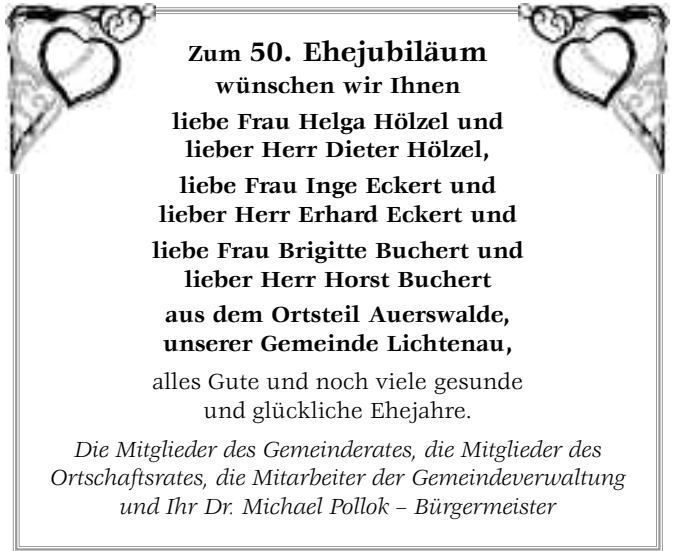 Zum 50. Ehejubiläum
wünschen wir Ihnen
liebe Frau Helga Hölzel und
lieber Herr Dieter Hölzel,
liebe Frau Inge Eckert und
lieber Herr Erhard Eckert und
liebe Frau Brigitte Buchert und
lieber Herr Horst Buchert
aus dem Ortsteil Auerswalde,
unserer Gemeinde Lichtenau,
alles Gute und noch viele gesunde
und glückliche Ehejahre.
Die Mitglieder des Gemeinderates, die Mitglieder des
Ortschaftsrates, die Mitarbeiter der Gemeindeverwaltung
und Ihr Dr. Michael Pollok – Bürgermeister